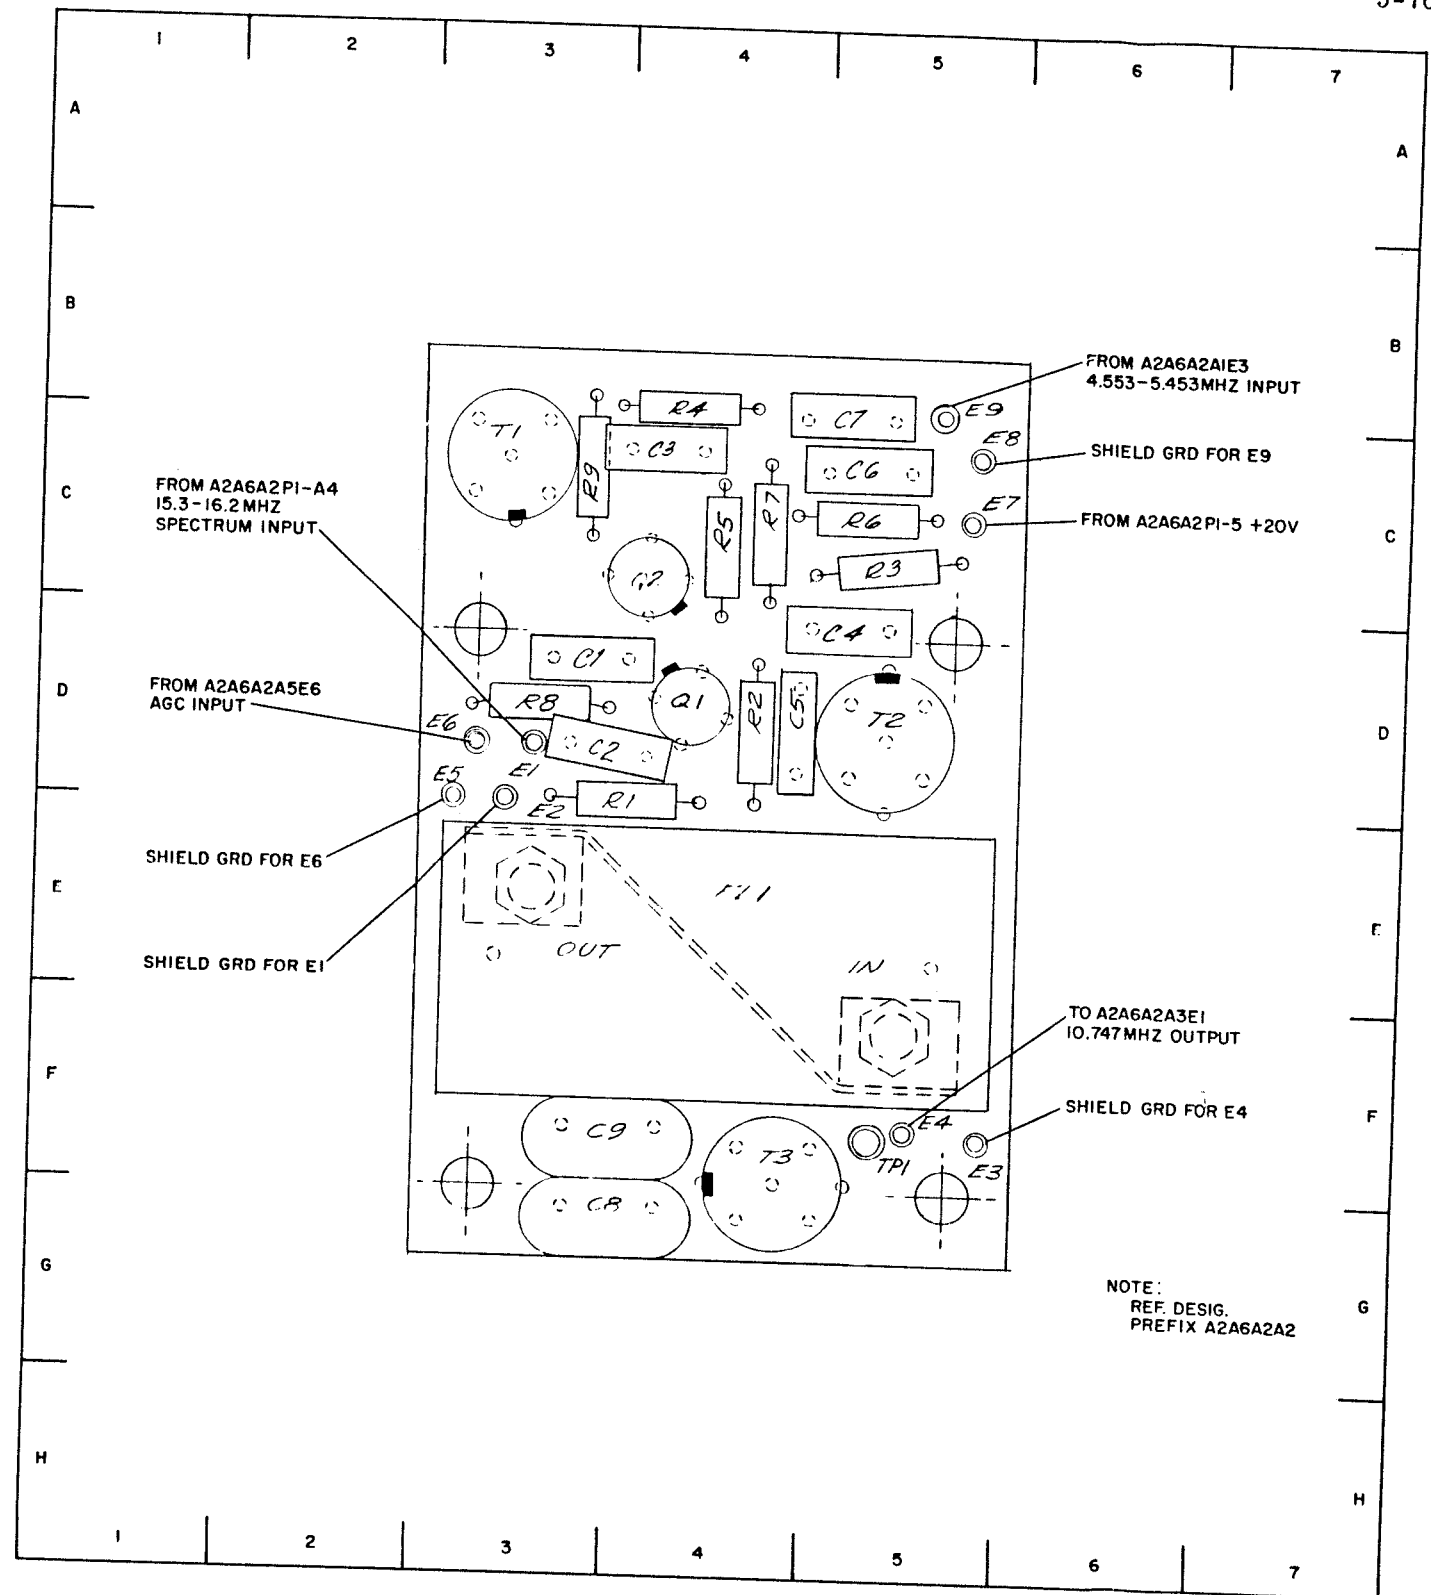 1 2 3 4 5 6 7
A A
B B
FROM A2A6A2A1E3
4.553-5.453MHZ INPUT
T1 R4 C7 E9
R9 C3 C6 E8
SHIELD GRD FOR E9
C
FROM A2A6A2P1-A4
15.3-16.2 MHZ
SPECTRUM INPUT
R5 R7 R6 E7
FROM A2A6A2P1-5 +20V
C
Q2 R3
C1 C4
D
FROM A2A6A2A5E6
AGC INPUT
R8 Q1 R2 C5 T2
D
E6 E1 C2
E5 E2 R1
SHIELD GRD FOR E6
E FL1 E
OUT IN
SHIELD GRD FOR E1
TO A2A6A2A3E1
10.747MHZ OUTPUT
F F
SHIELD GRD FOR E4
C9 T3 TP1 E4 E3
C8
G G
NOTE:
REF. DESIG.
PREFIX A2A6A2A2
H H
1 2 3 4 5 6 7